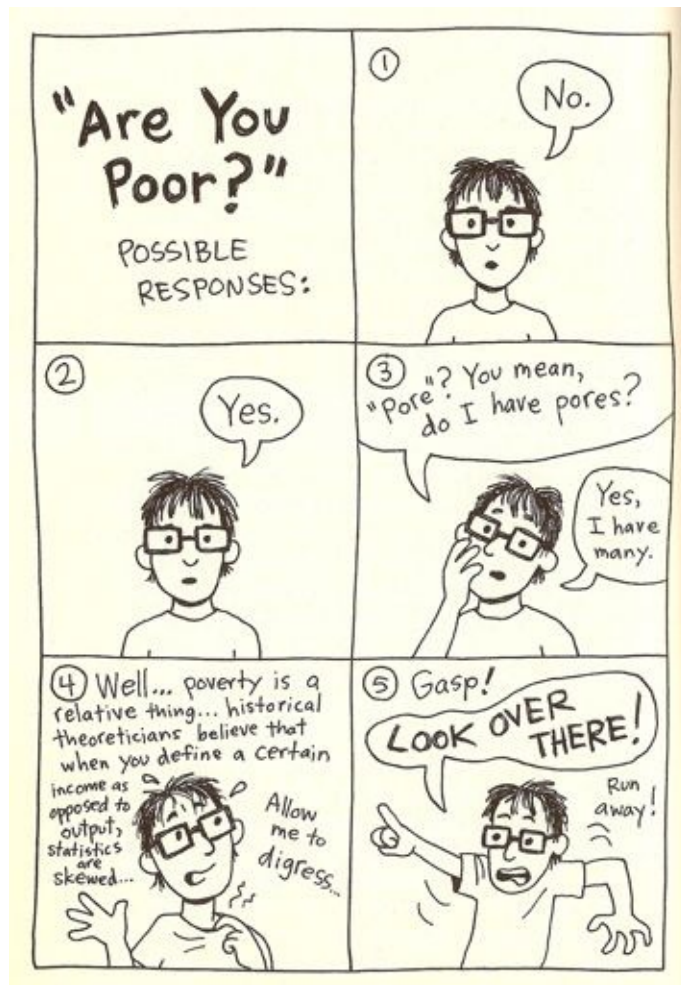 "Are You
Poor?"
POSSIBLE
RESPONSES:
1
No.
2
Yes.
3
"Pore"? You mean,
do I have pores?
Yes,
I have
many.
4 Well... poverty is a
relative thing... historical
theoreticians believe that
when you define a certain
income as
opposed to
output,
statistics
are
skewed...
Allow
me to
digress...
5 Gasp!
LOOK OVER
THERE!
Run
away!